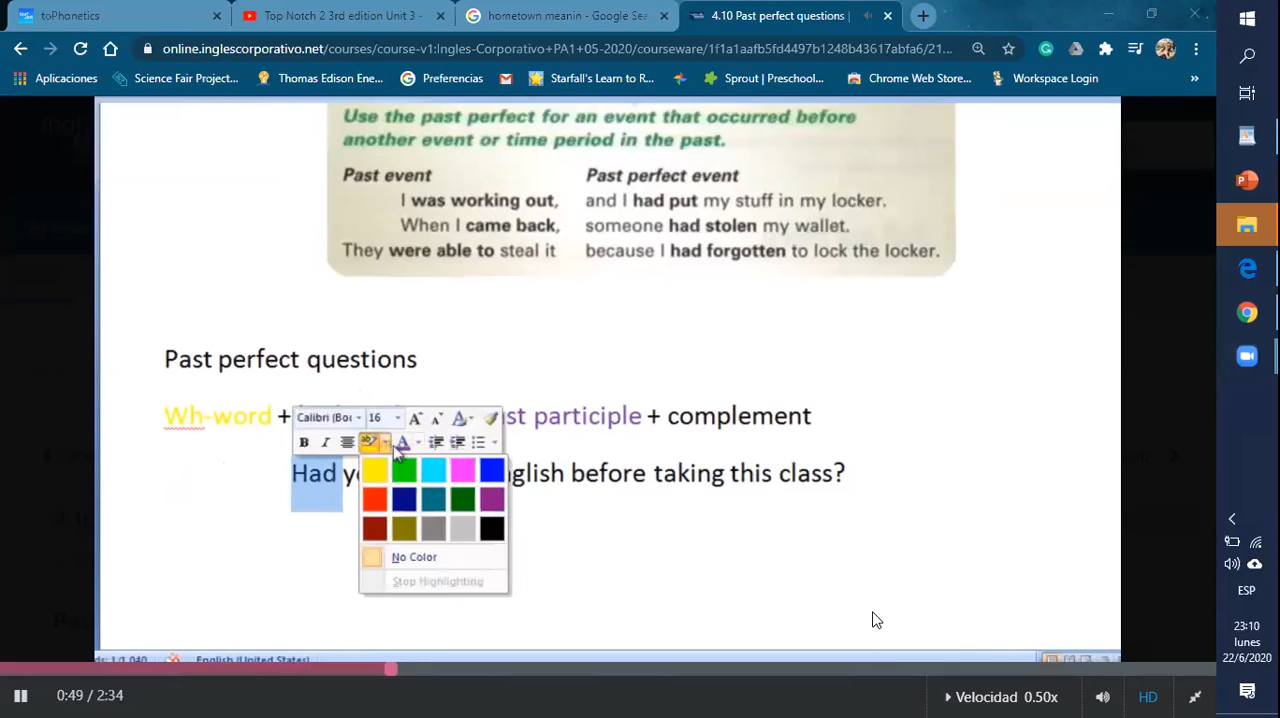 toPhonetics
Top Notch 2 3rd edition Unit 3 -
hometown meanin - Google Sea
4.10 Past perfect questions |
online.inglescorporativo.net/courses/course-v1:Ingles-Corporativo+PA1+05-2020/courseware/1f1a1aafb5fd4497b1248b43617abfa6/21...
Aplicaciones
Science Fair Project...
Thomas Edison Ene...
Preferencias
Starfall's Learn to R...
Sprout | Preschool...
Chrome Web Store...
Workspace Login
»
Use the past perfect for an event that occurred before
another event or time period in the past.
Past event Past perfect event
I was working out, and I had put my stuff in my locker.
When I came back, someone had stolen my wallet.
They were able to steal it because I had forgotten to lock the locker.
Past perfect questions
Wh-word + st participle + complement
Calibri (Boi 16
Had glish before taking this class?
No Color
Stop Highlighting
English (United States)
0:49 / 2:34
Velocidad 0.50x
HD
ESP
23:10
lunes
22/6/2020